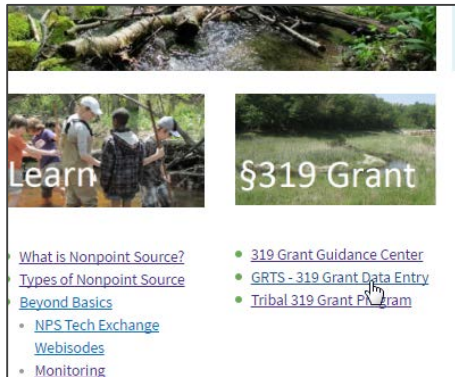 Learn
§319 Grant
What is Nonpoint Source?
Types of Nonpoint Source
Beyond Basics
NPS Tech Exchange
Webisodes
Monitoring
319 Grant Guidance Center
GRTS - 319 Grant Data Entry
Tribal 319 Grant Program